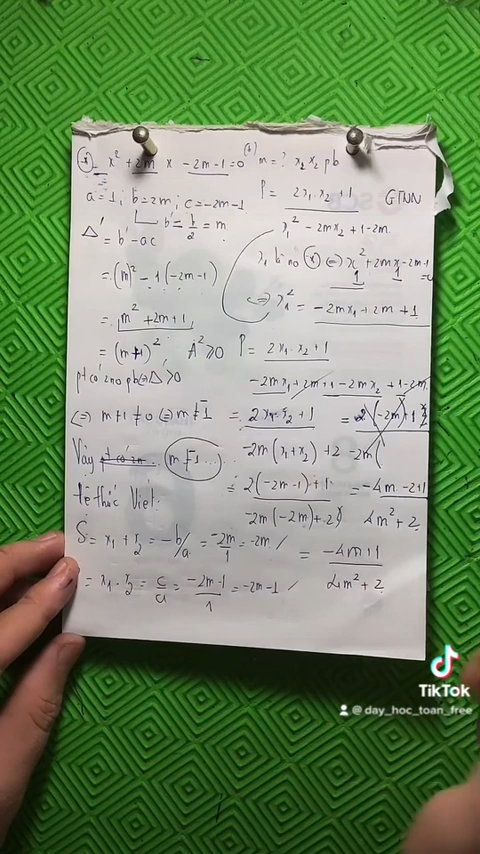 (*) x² + 2m x - 2m - 1 = 0 (*) m = ? x₁ x₂ pb
a = 1; b = 2m; c = -2m-1
b' = b/2 = m
Δ' = b' - ac
= (m)² - 1(-2m-1)
= m² + 2m + 1
= (m+1)² A² ≥ 0
pt có 2 no pb ⇔ Δ' > 0
⇔ m+1 ≠ 0 ⇔ m ≠ -1
Vậy m ≠ -1 ...
Hệ thức Viét:
S = x₁ + x₂ = -b/a = -2m/1 = -2m /
= x₁ . x₂ = c/a = -2m-1/1 = -2m-1 /
P = 2x₁.x₂ + 1 GTNN
x₁² - 2mx₂ + 1-2m
x₁ là no (*) ⇔ x₁² + 2mx₁ - 2m-1 = 0
⇔ x₁² = -2mx₁ + 2m + 1
P = 2x₁.x₂ + 1
-2mx₁ + 2m + 1 - 2mx₂ + 1-2m
= 2x₁.x₂ + 1 = 2(-2m)+1
-2m(x₁+x₂) + 2 -2m(
= 2(-2m-1)+1 = -4m-2+1
-2m(-2m)+2 4m² + 2
= -4m+1
4m² + 2
TikTok
@day_hoc_toan_free